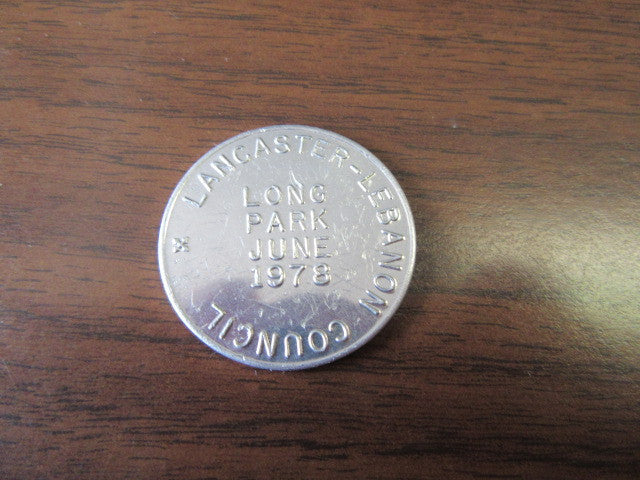 LANCASTER-LEBANON COUNCIL
LONG
PARK
JUNE
1978